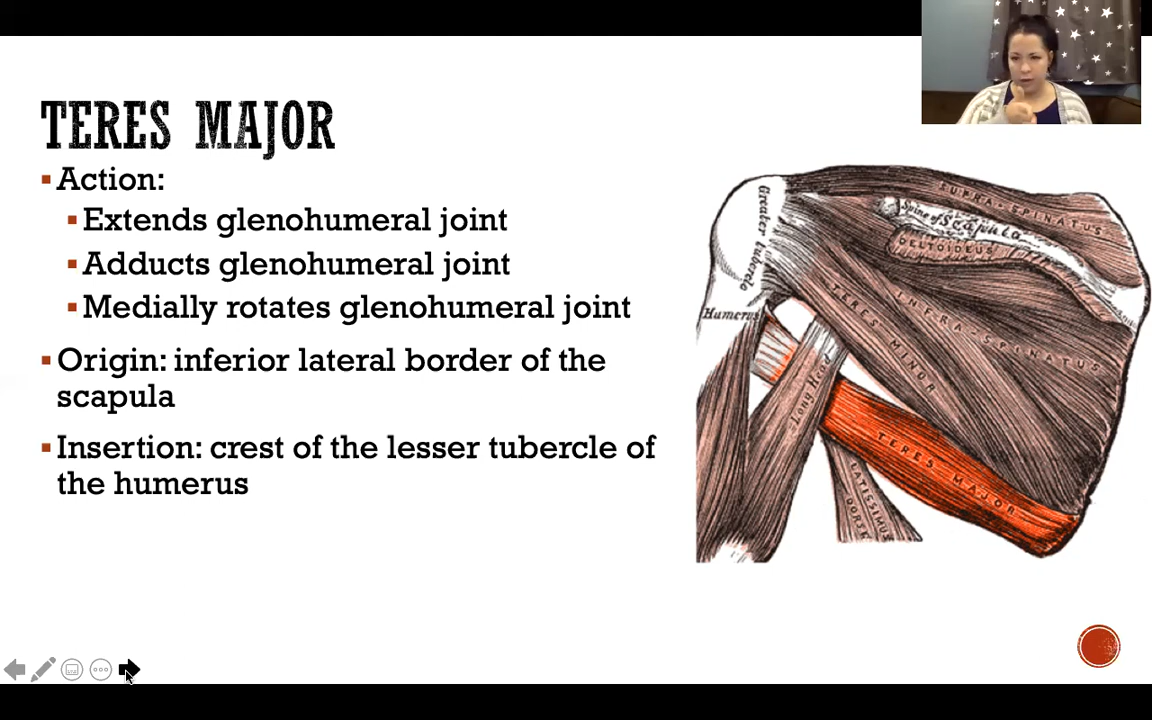 TERES MAJOR
Action:
Extends glenohumeral joint
Adducts glenohumeral joint
Medially rotates glenohumeral joint
Origin: inferior lateral border of the
scapula
Insertion: crest of the lesser tubercle of
the humerus
SUPRA-SPINATUS
Greater tubercle
Spine of Scapula
DELTOIDEUS
Humerus
TERES MINOR
INFRA-SPINATUS
Long Head
TERES MAJOR
LATISSIMUS
DORSI